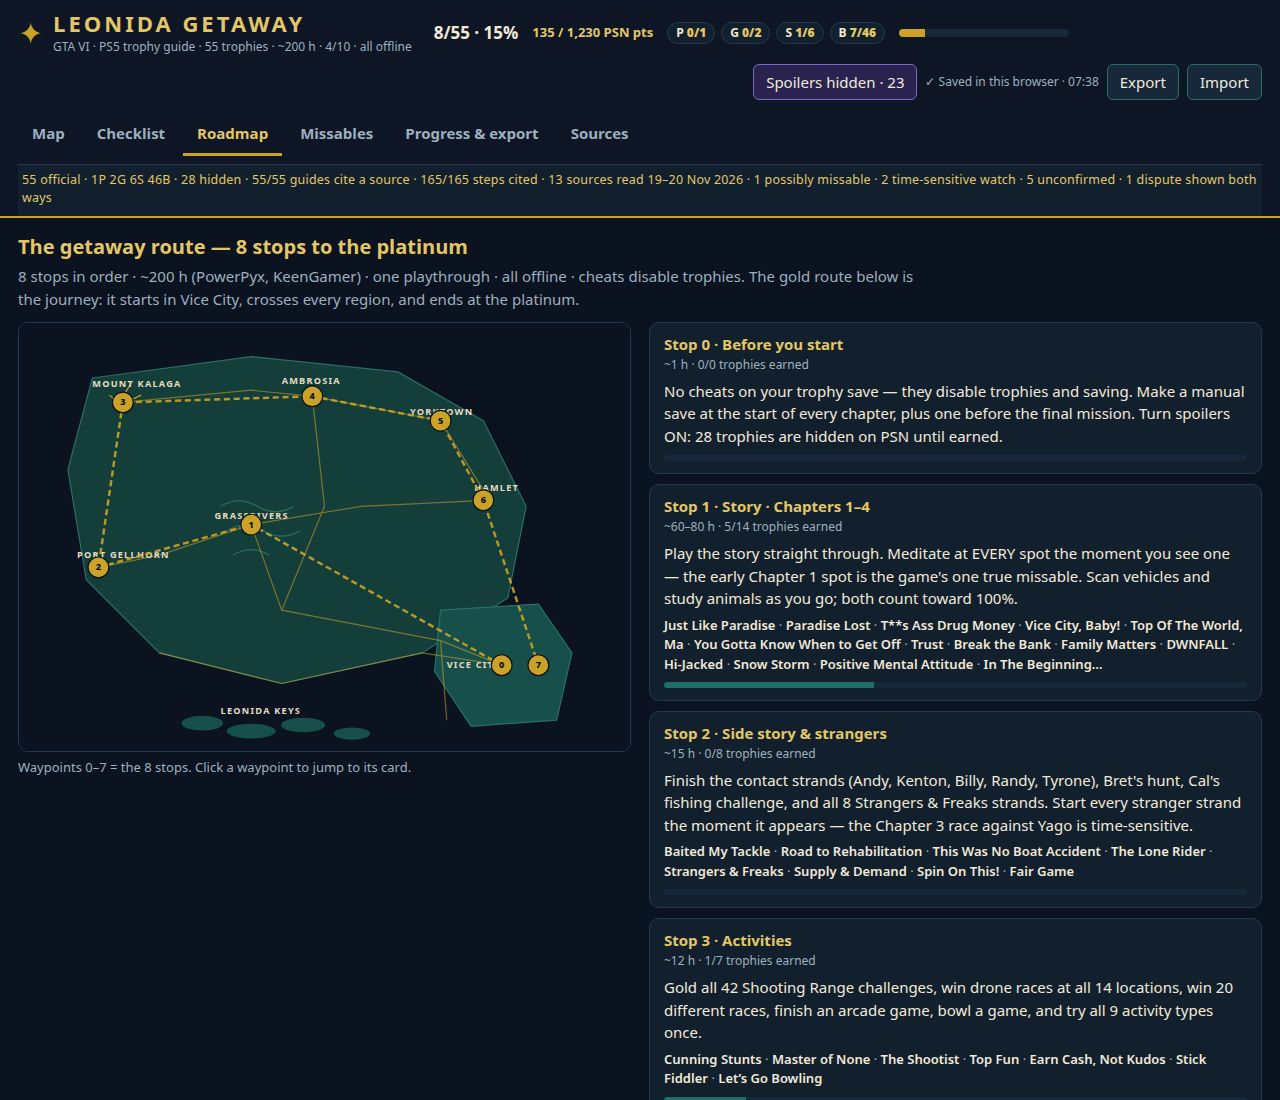 ✦ LEONIDA GETAWAY
GTA VI · PS5 trophy guide · 55 trophies · ~200 h · 4/10 · all offline
8/55 · 15%
135 / 1,230 PSN pts
P 0/1
G 0/2
S 1/6
B 7/46
Spoilers hidden · 23
✓ Saved in this browser · 07:38
Export
Import
Map
Checklist
Roadmap
Missables
Progress & export
Sources
55 official · 1P 2G 6S 46B · 28 hidden · 55/55 guides cite a source · 165/165 steps cited · 13 sources read 19–20 Nov 2026 · 1 possibly missable · 2 time-sensitive watch · 5 unconfirmed · 1 dispute shown both
ways
The getaway route — 8 stops to the platinum
8 stops in order · ~200 h (PowerPyx, KeenGamer) · one playthrough · all offline · cheats disable trophies. The gold route below is
the journey: it starts in Vice City, crosses every region, and ends at the platinum.
MOUNT KALAGA
3
AMBROSIA
4
YORKTOWN
5
HAMLET
6
GRASSRIVERS
1
PORT GELLHORN
2
VICE CIT
0
7
LEONIDA KEYS
Waypoints 0–7 = the 8 stops. Click a waypoint to jump to its card.
Stop 0 · Before you start
~1 h · 0/0 trophies earned
No cheats on your trophy save — they disable trophies and saving. Make a manual
save at the start of every chapter, plus one before the final mission. Turn spoilers
ON: 28 trophies are hidden on PSN until earned.
Stop 1 · Story · Chapters 1–4
~60–80 h · 5/14 trophies earned
Play the story straight through. Meditate at EVERY spot the moment you see one
— the early Chapter 1 spot is the game's one true missable. Scan vehicles and
study animals as you go; both count toward 100%.
Just Like Paradise · Paradise Lost · T**s Ass Drug Money · Vice City, Baby! · Top Of The World,
Ma · You Gotta Know When to Get Off · Trust · Break the Bank · Family Matters · DWNFALL ·
Hi-Jacked · Snow Storm · Positive Mental Attitude · In The Beginning...
Stop 2 · Side story & strangers
~15 h · 0/8 trophies earned
Finish the contact strands (Andy, Kenton, Billy, Randy, Tyrone), Bret's hunt, Cal's
fishing challenge, and all 8 Strangers & Freaks strands. Start every stranger strand
the moment it appears — the Chapter 3 race against Yago is time-sensitive.
Baited My Tackle · Road to Rehabilitation · This Was No Boat Accident · The Lone Rider ·
Strangers & Freaks · Supply & Demand · Spin On This! · Fair Game
Stop 3 · Activities
~12 h · 1/7 trophies earned
Gold all 42 Shooting Range challenges, win drone races at all 14 locations, win 20
different races, finish an arcade game, bowl a game, and try all 9 activity types
once.
Cunning Stunts · Master of None · The Shootist · Top Fun · Earn Cash, Not Kudos · Stick
Fiddler · Let's Go Bowling